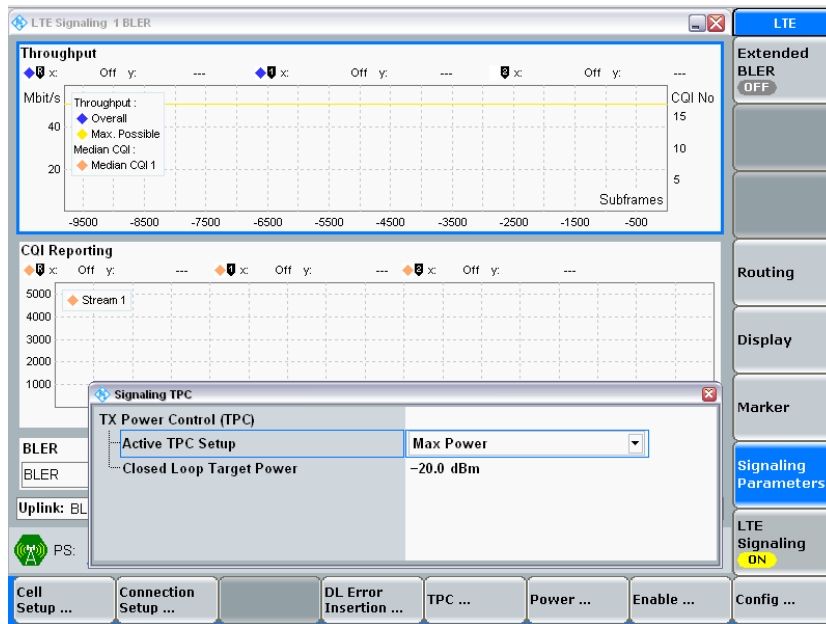 LTE Signaling 1 BLER
LTE
Throughput
R x: Off y: --- 1 x: Off y: --- 2 x: Off y: ---
Mbit/s
CQI No
Throughput :
Overall
Max. Possible
Median CQI :
Median CQI 1
40
20
15
10
5
Subframes
-9500 -8500 -7500 -6500 -5500 -4500 -3500 -2500 -1500 -500
CQI Reporting
R x: Off y: --- 1 x: Off y: --- 2 x: Off y: ---
5000
4000
3000
2000
1000
Stream 1
Signaling TPC
TX Power Control (TPC)
Active TPC Setup Max Power
Closed Loop Target Power −20.0 dBm
BLER
BLER
Uplink: BL
PS:
Extended
BLER
OFF
Routing
Display
Marker
Signaling
Parameters
LTE
Signaling
ON
Cell
Setup ...
Connection
Setup ...
DL Error
Insertion ...
TPC ...
Power ...
Enable ...
Config ...